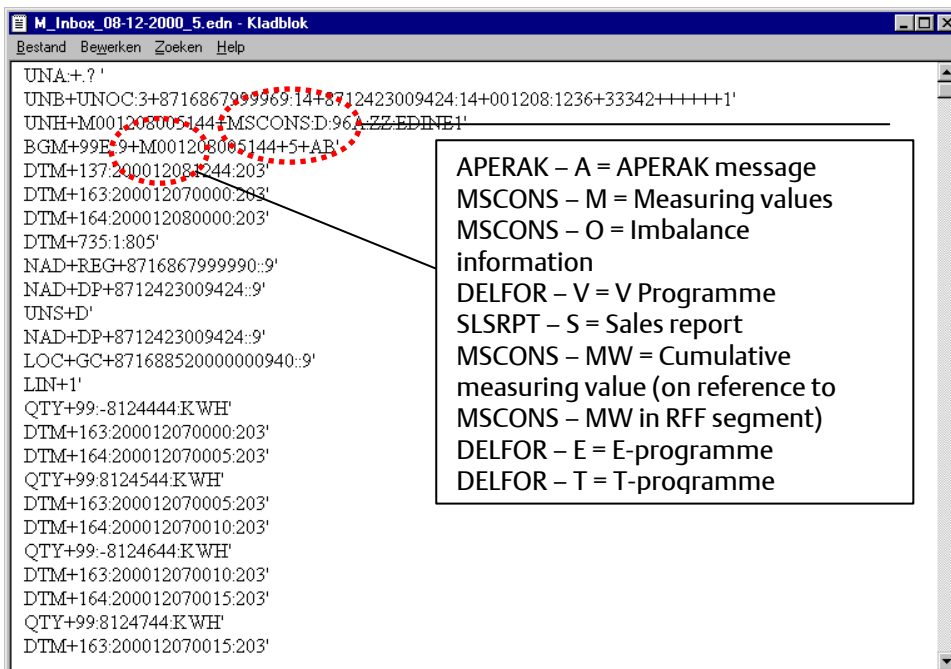 M_Inbox_08-12-2000_5.edn - Kladblok
Bestand Bewerken Zoeken Help
UNA:+.? '
UNB+UNOC:3+8716867999969:14+8712423009424:14+001208:1236+33342++++++1'
UNH+M001208005144+MSCONS:D:96A:ZZ:EDINE1'
BGM+99E:9+M001208005144+5+AB'
DTM+137:200012081244:203'
DTM+163:200012070000:203'
DTM+164:200012080000:203'
DTM+735:1:805'
NAD+REG+8716867999990::9'
NAD+DP+8712423009424::9'
UNS+D'
NAD+DP+8712423009424::9'
LOC+GC+871688520000000940::9'
LIN+1'
QTY+99:-8124444:KWH'
DTM+163:200012070000:203'
DTM+164:200012070005:203'
QTY+99:8124544:KWH'
DTM+163:200012070005:203'
DTM+164:200012070010:203'
QTY+99:-8124644:KWH'
DTM+163:200012070010:203'
DTM+164:200012070015:203'
QTY+99:8124744:KWH'
DTM+163:200012070015:203'
APERAK – A = APERAK message
MSCONS – M = Measuring values
MSCONS – O = Imbalance
information
DELFOR – V = V Programme
SLSRPT – S = Sales report
MSCONS – MW = Cumulative
measuring value (on reference to
MSCONS – MW in RFF segment)
DELFOR – E = E-programme
DELFOR – T = T-programme